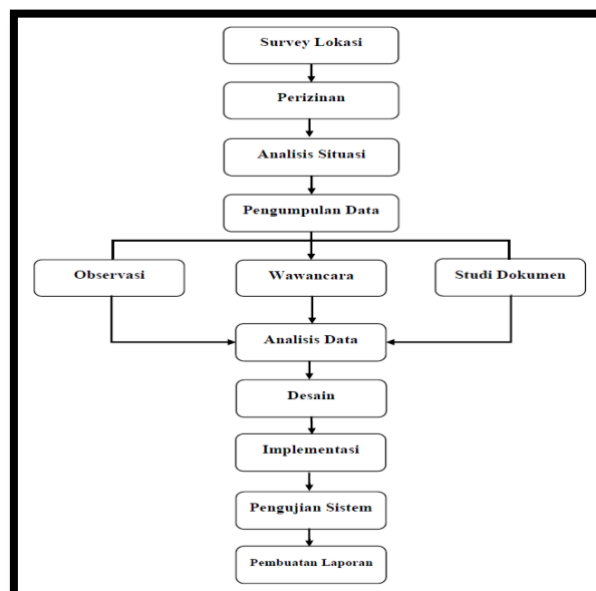 Survey Lokasi
Perizinan
Analisis Situasi
Pengumpulan Data
Observasi
Wawancara
Studi Dokumen
Analisis Data
Desain
Implementasi
Pengujian Sistem
Pembuatan Laporan